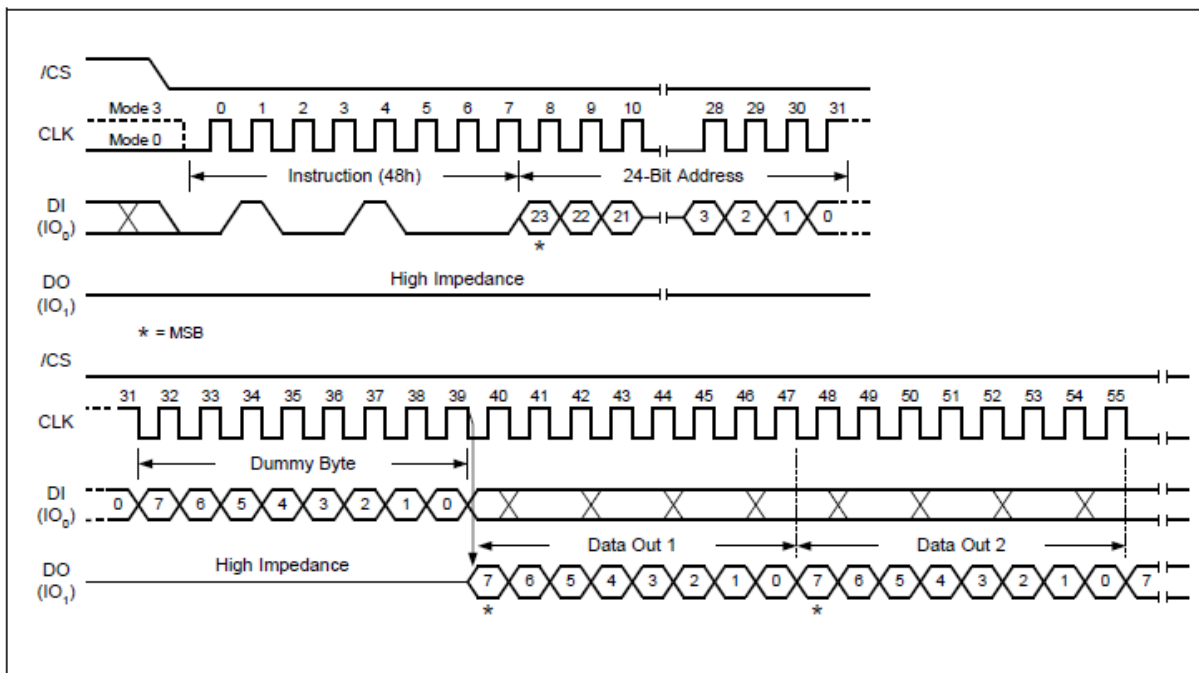 /CS
Mode 3 0 1 2 3 4 5 6 7 8 9 10 28 29 30 31
CLK
Mode 0
Instruction (48h) 24-Bit Address
DI
(IO0) 23 22 21 3 2 1 0
*
High Impedance
DO
(IO1)
* = MSB
/CS
31 32 33 34 35 36 37 38 39 40 41 42 43 44 45 46 47 48 49 50 51 52 53 54 55
CLK
Dummy Byte
DI
(IO0) 0 7 6 5 4 3 2 1 0
Data Out 1 Data Out 2
High Impedance
DO
(IO1) 7 6 5 4 3 2 1 0 7 6 5 4 3 2 1 0 7
* *